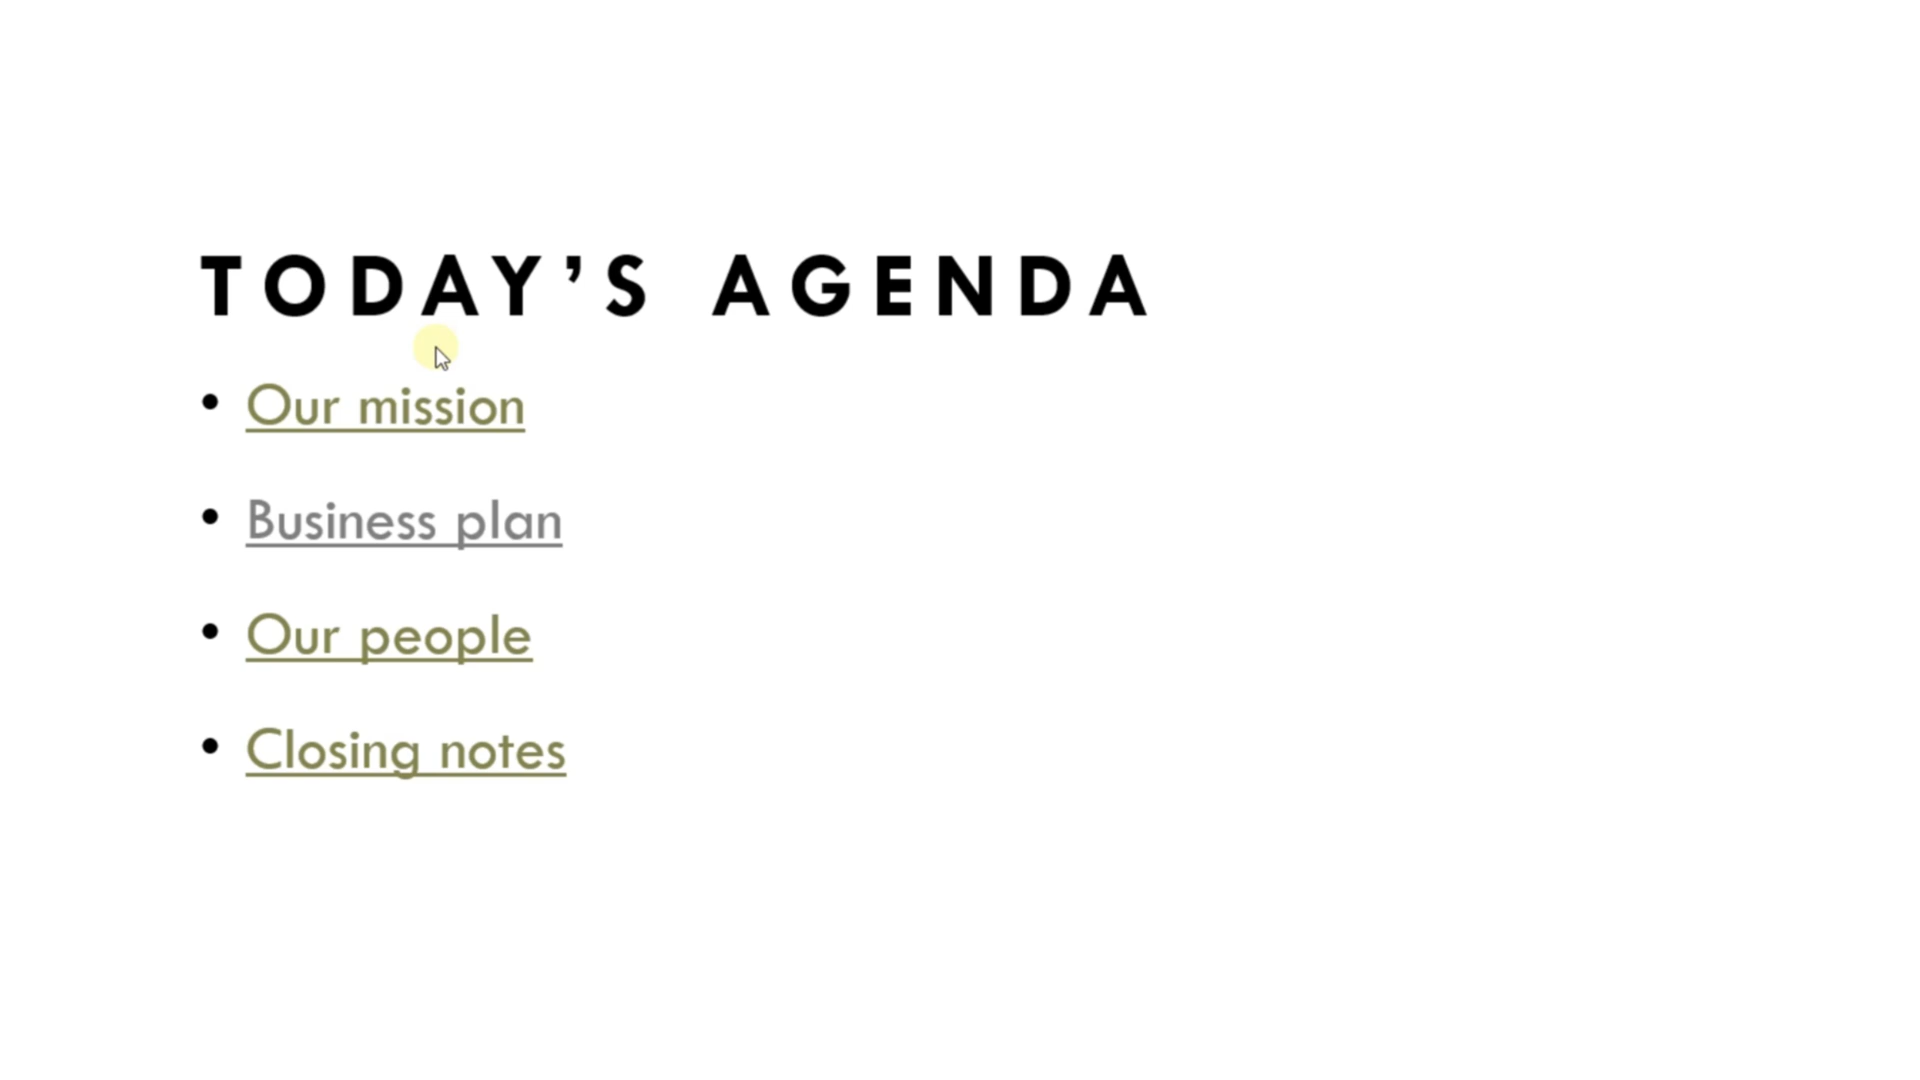 TODAY’S AGENDA
• Our mission
• Business plan
• Our people
• Closing notes